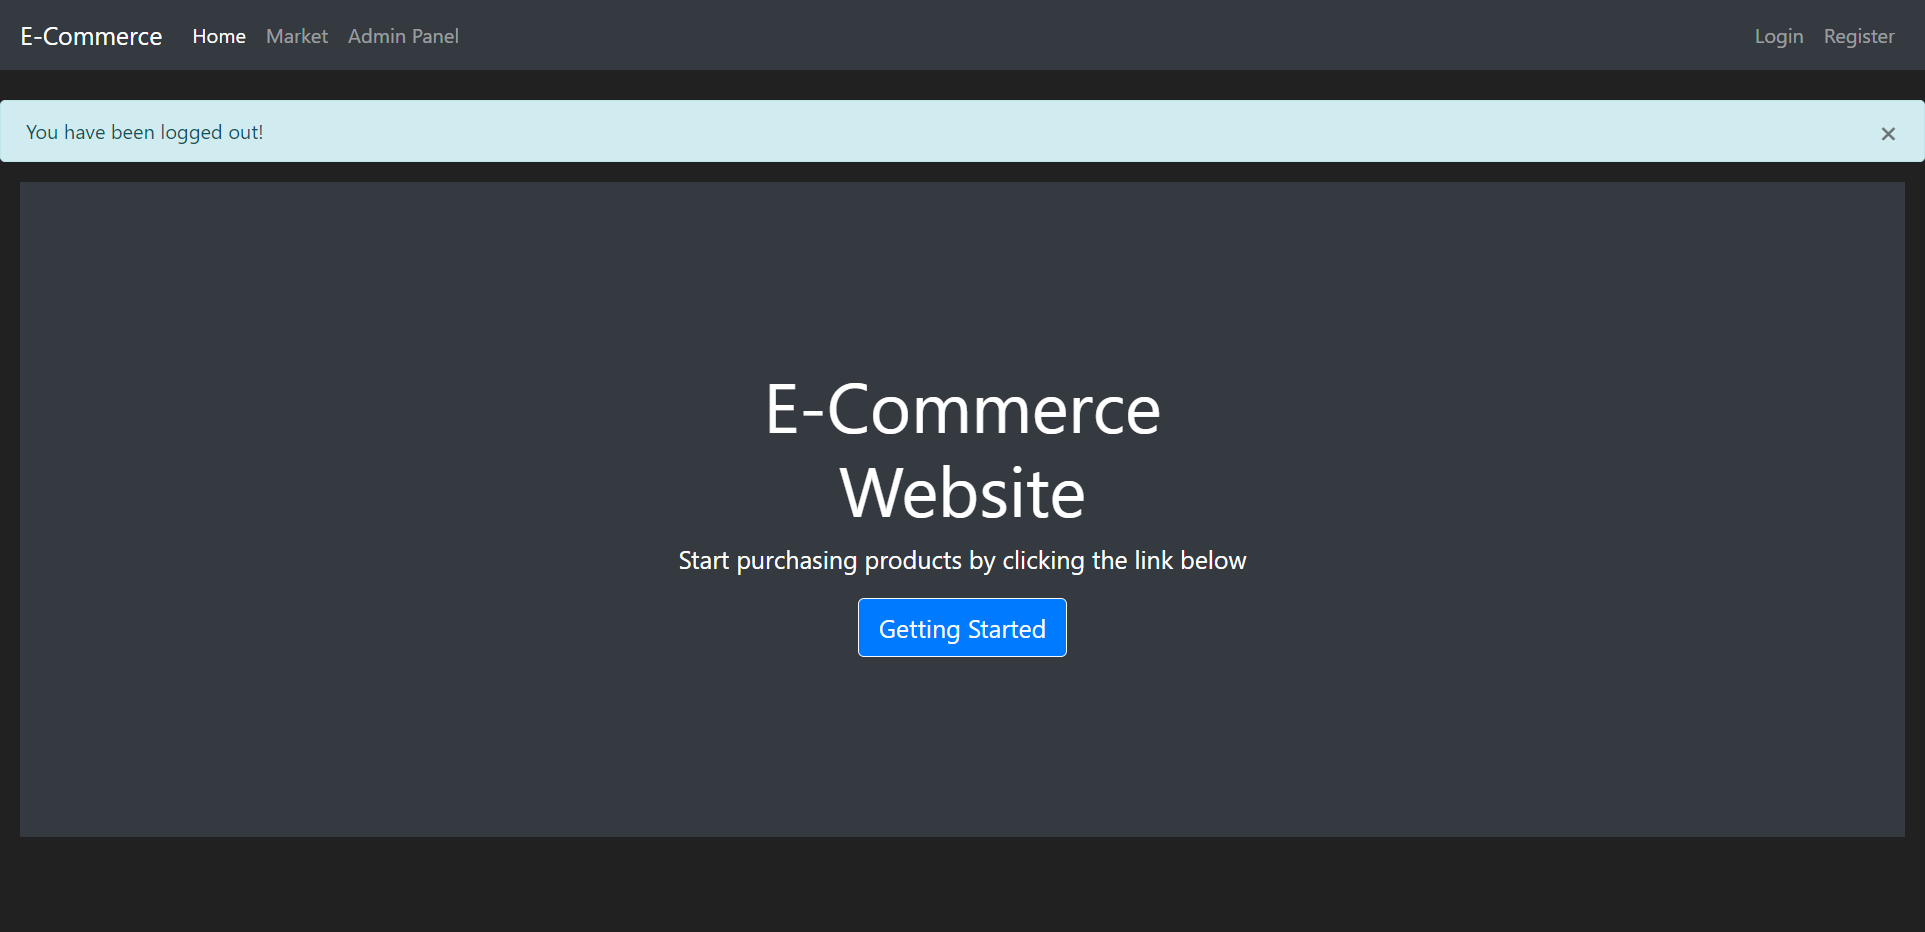 E-Commerce Home Market Admin Panel Login Register
You have been logged out! ×
E-Commerce
Website
Start purchasing products by clicking the link below
Getting Started